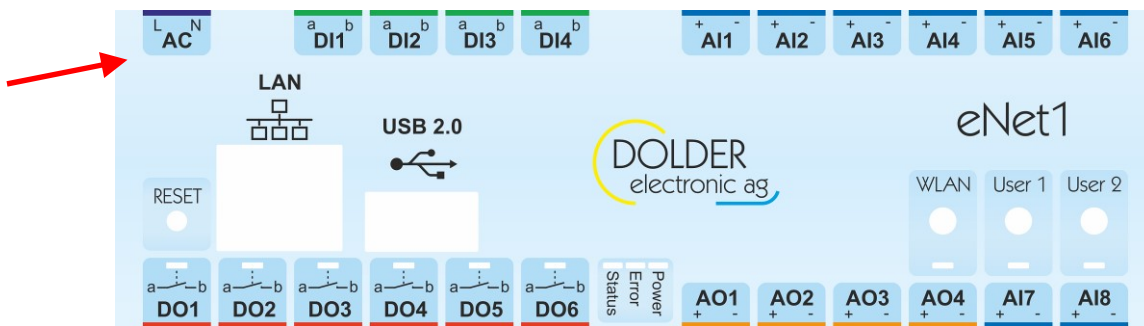 L N a b a b a b a b + - + - + - + - + - + -
AC DI1 DI2 DI3 DI4 AI1 AI2 AI3 AI4 AI5 AI6
LAN
USB 2.0
eNet1
DOLDER
electronic ag
RESET
WLAN User 1 User 2
a b a b a b a b a b a b
DO1 DO2 DO3 DO4 DO5 DO6
Status
Error
Power
AO1 AO2 AO3 AO4 AI7 AI8
+ - + - + - + - + - + -